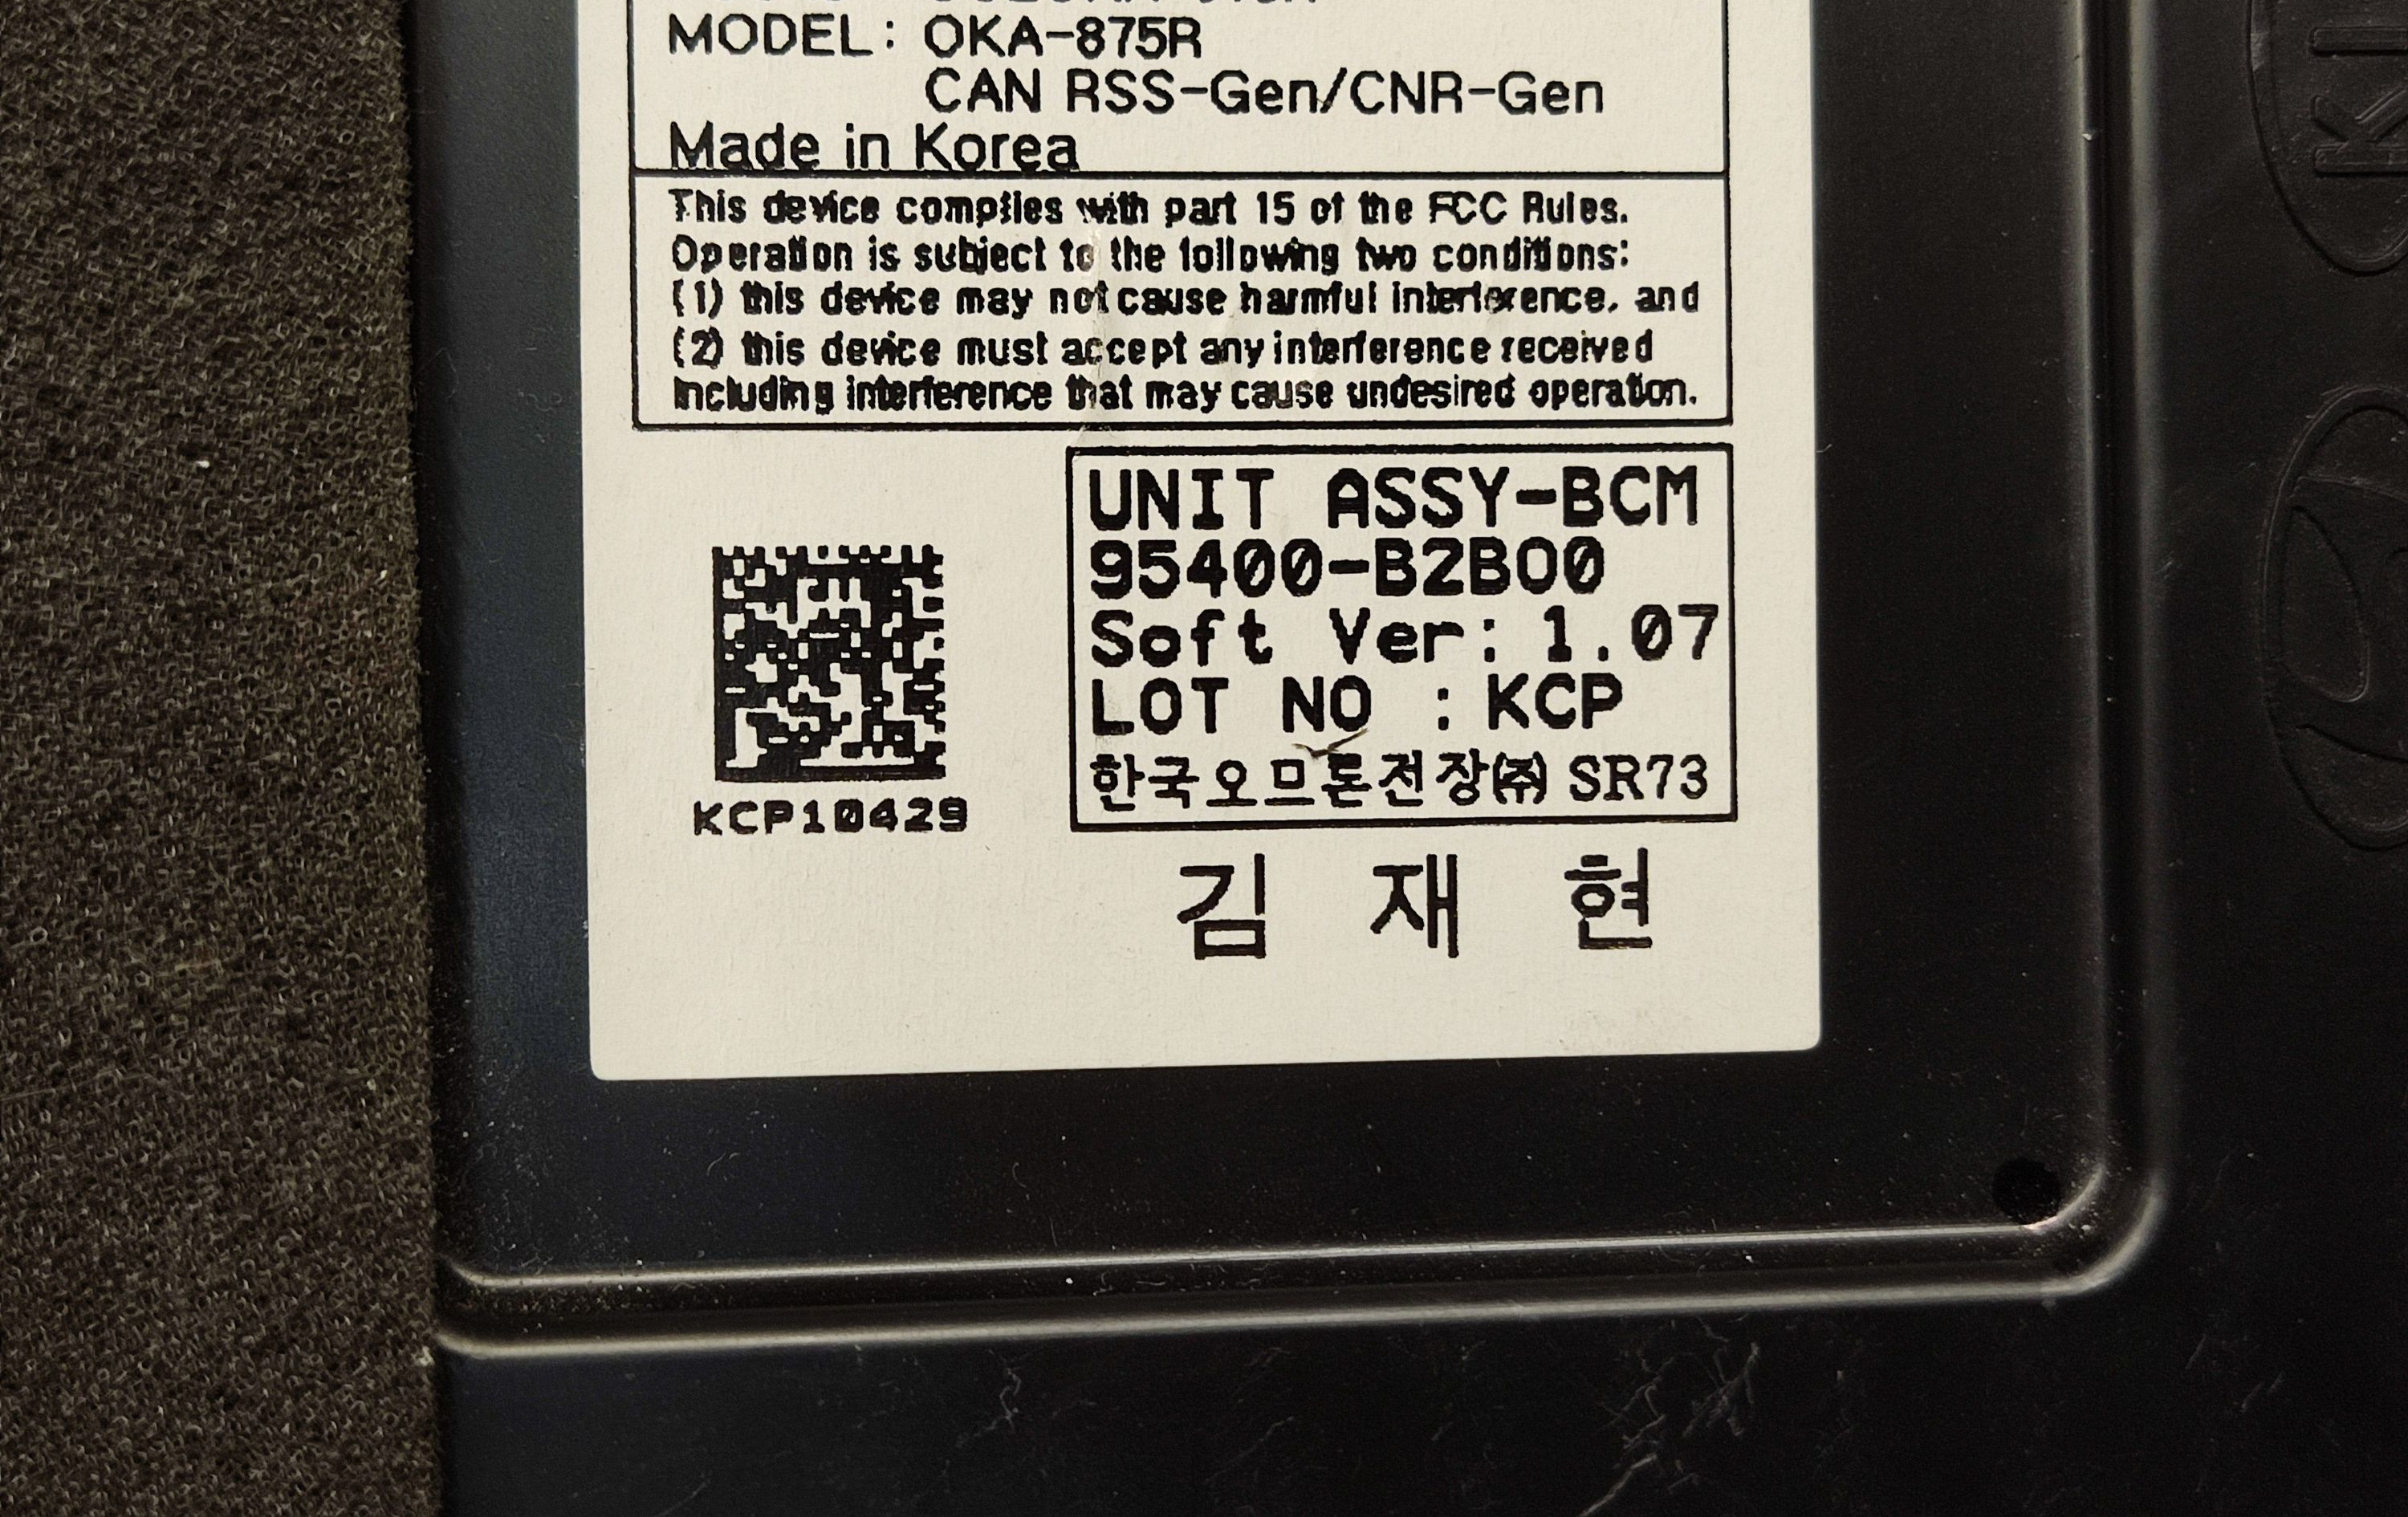 MODEL: OKA-875R
CAN RSS-Gen/CNR-Gen
Made in Korea
This device complies with part 15 of the FCC Rules.
Operation is subject to the following two conditions:
(1) this device may not cause harmful interference, and
(2) this device must accept any interference received
including interference that may cause undesired operation.
UNIT ASSY-BCM
95400-B2BO0
Soft Ver: 1.07
LOT NO : KCP
한국오므론전장㈜ SR73
KCP10429
김 재 현